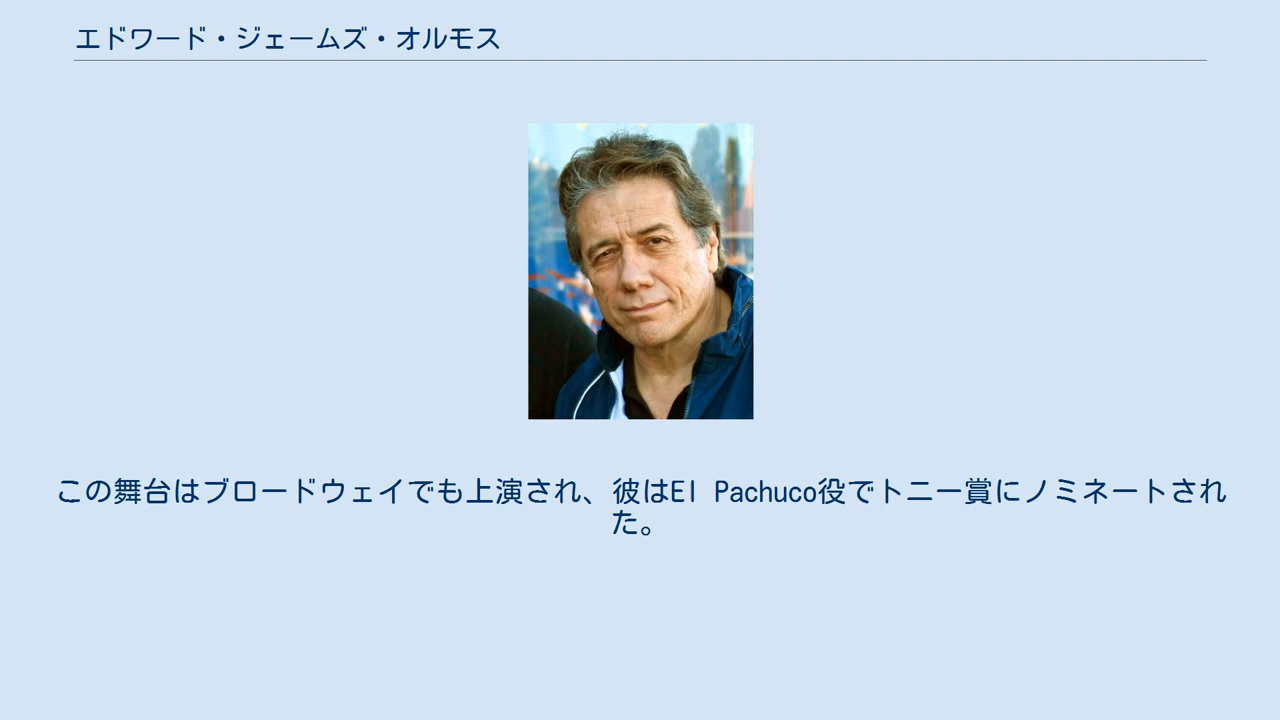 エドワード・ジェームズ・オルモス
この舞台はブロードウェイでも上演され、彼はEl Pachuco役でトニー賞にノミネートされ
た。